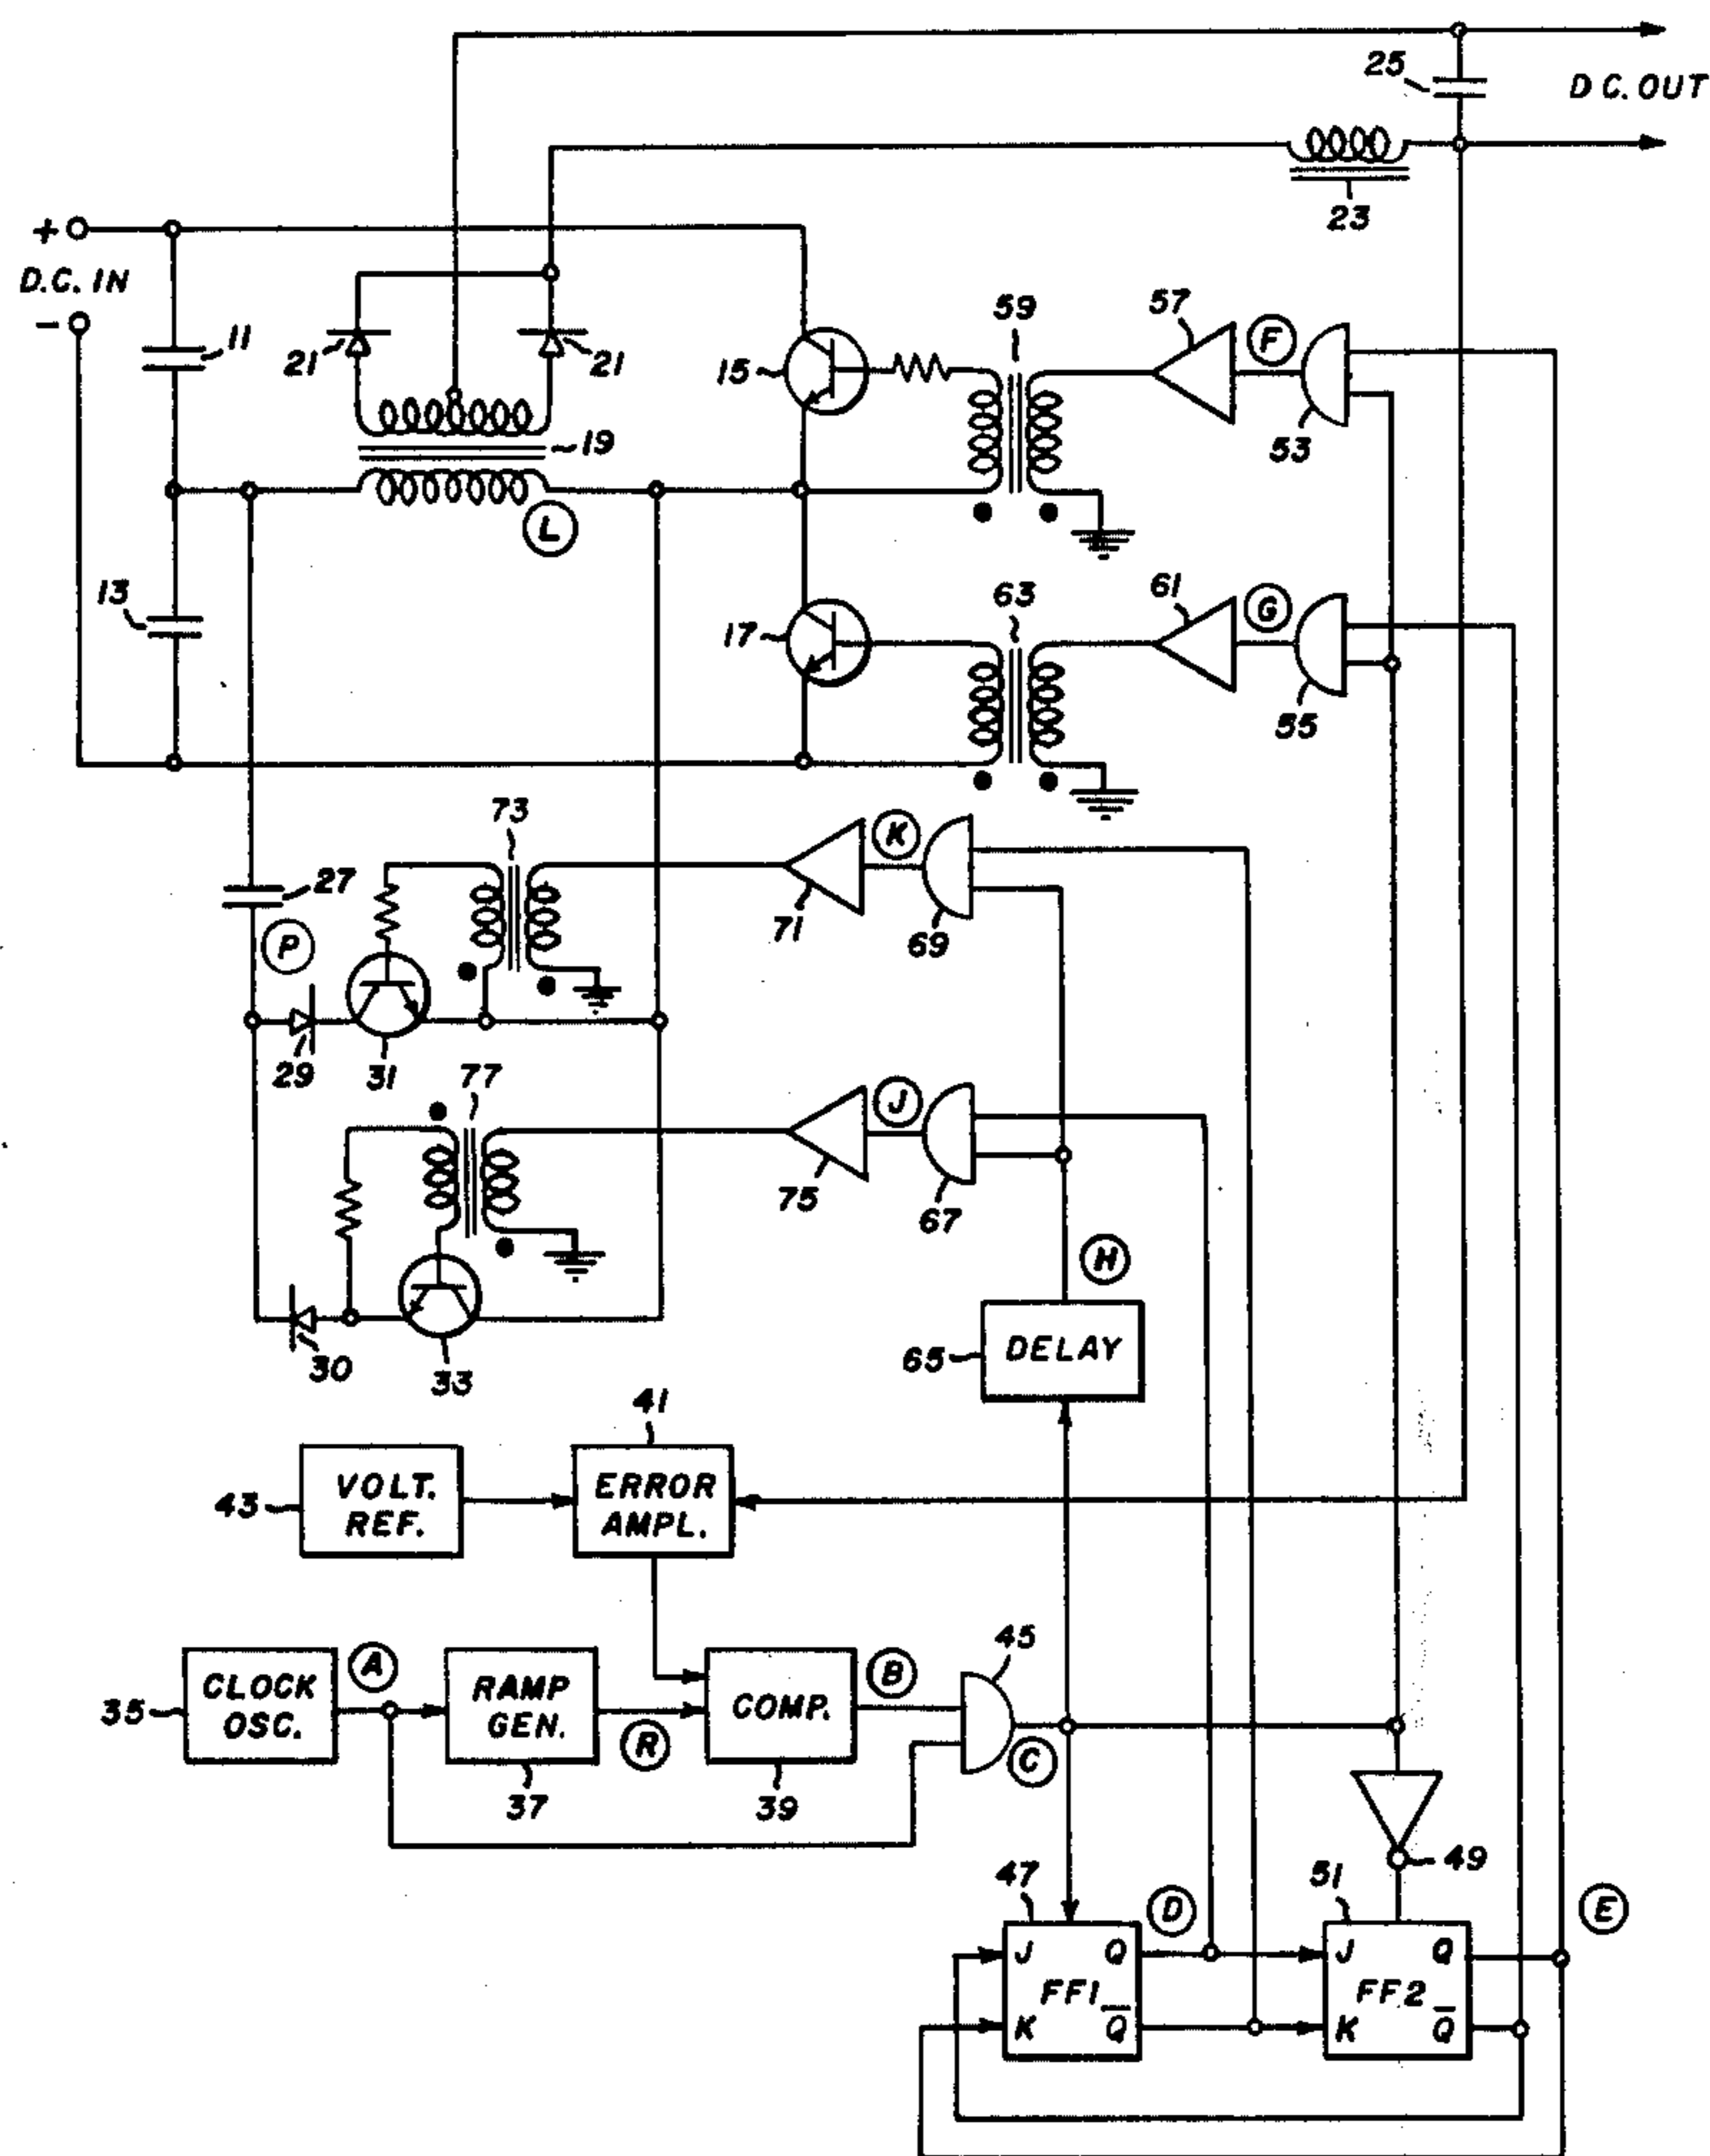 25
D C. OUT
23
+
D.C. IN
-
11
21
21
19
15
59
57
F
53
L
13
17
63
61
G
55
73
K
27
P
71
69
29
31
77
J
75
67
H
30
33
65
DELAY
41
43
VOLT.
REF.
ERROR
AMPL.
45
A
B
35
CLOCK
OSC.
RAMP
GEN.
R
COMP.
C
37
39
49
47
D
51
E
J Q
FF1
K Q̅
J Q
FF2
K Q̅